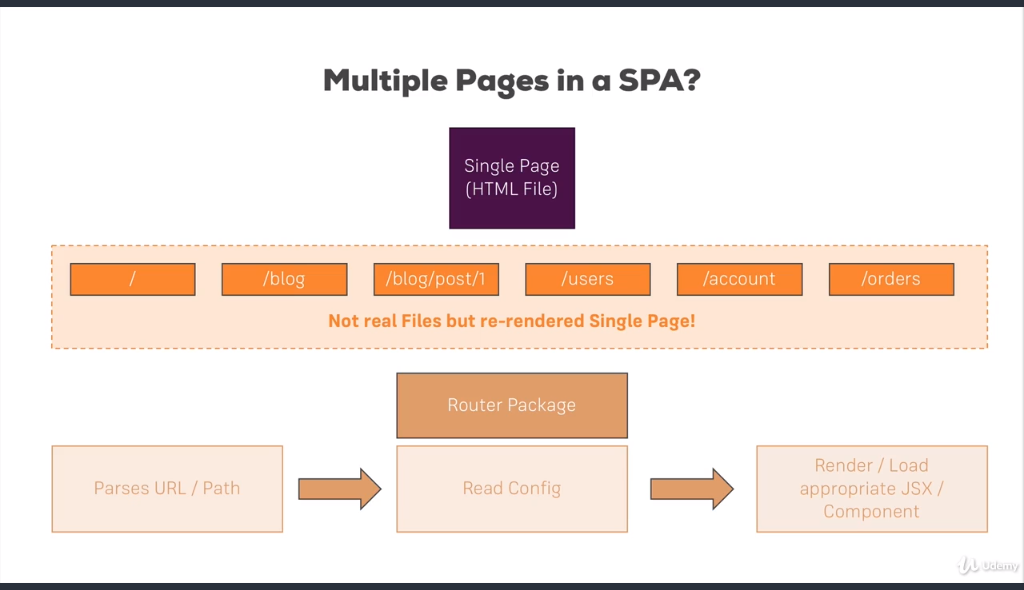 Multiple Pages in a SPA?
Single Page
(HTML File)
/
/blog
/blog/post/1
/users
/account
/orders
Not real Files but re-rendered Single Page!
Router Package
Parses URL / Path
Read Config
Render / Load
appropriate JSX /
Component
Udemy